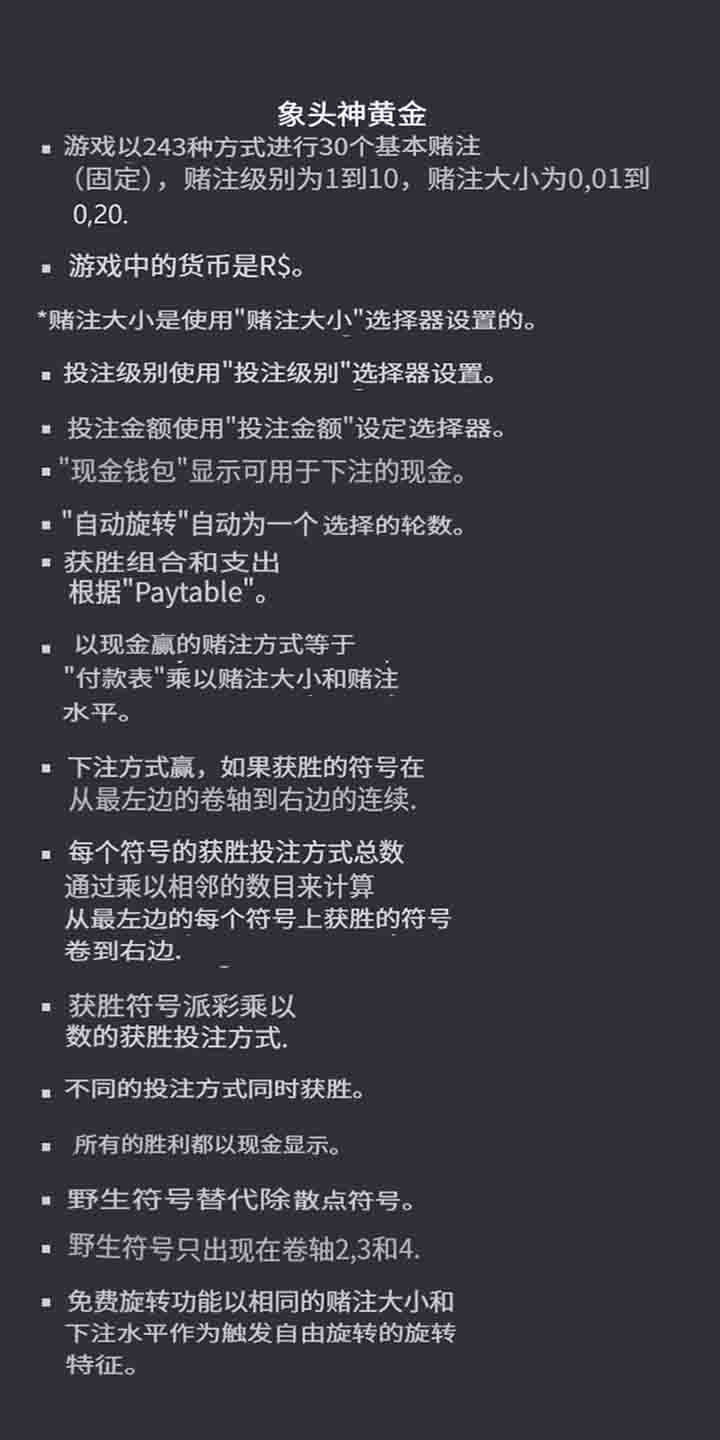 象头神黄金
▪ 游戏以243种方式进行30个基本赌注
（固定），赌注级别为1到10，赌注大小为0,01到
0,20.
▪ 游戏中的货币是R$。
*赌注大小是使用"赌注大小"选择器设置的。
▪ 投注级别使用"投注级别"选择器设置。
▪ 投注金额使用"投注金额"设定选择器。
▪ "现金钱包"显示可用于下注的现金。
▪ "自动旋转"自动为一个 选择的轮数。
▪ 获胜组合和支出
根据"Paytable"。
▪ 以现金赢的赌注方式等于
"付款表"乘以赌注大小和赌注
水平。
▪ 下注方式赢，如果获胜的符号在
从最左边的卷轴到右边的连续.
▪ 每个符号的获胜投注方式总数
通过乘以相邻的数目来计算
从最左边的每个符号上获胜的符号
卷到右边.
▪ 获胜符号派彩乘以
数的获胜投注方式.
▪ 不同的投注方式同时获胜。
▪ 所有的胜利都以现金显示。
▪ 野生符号替代除散点符号。
▪ 野生符号只出现在卷轴2,3和4.
▪ 免费旋转功能以相同的赌注大小和
下注水平作为触发自由旋转的旋转
特征。